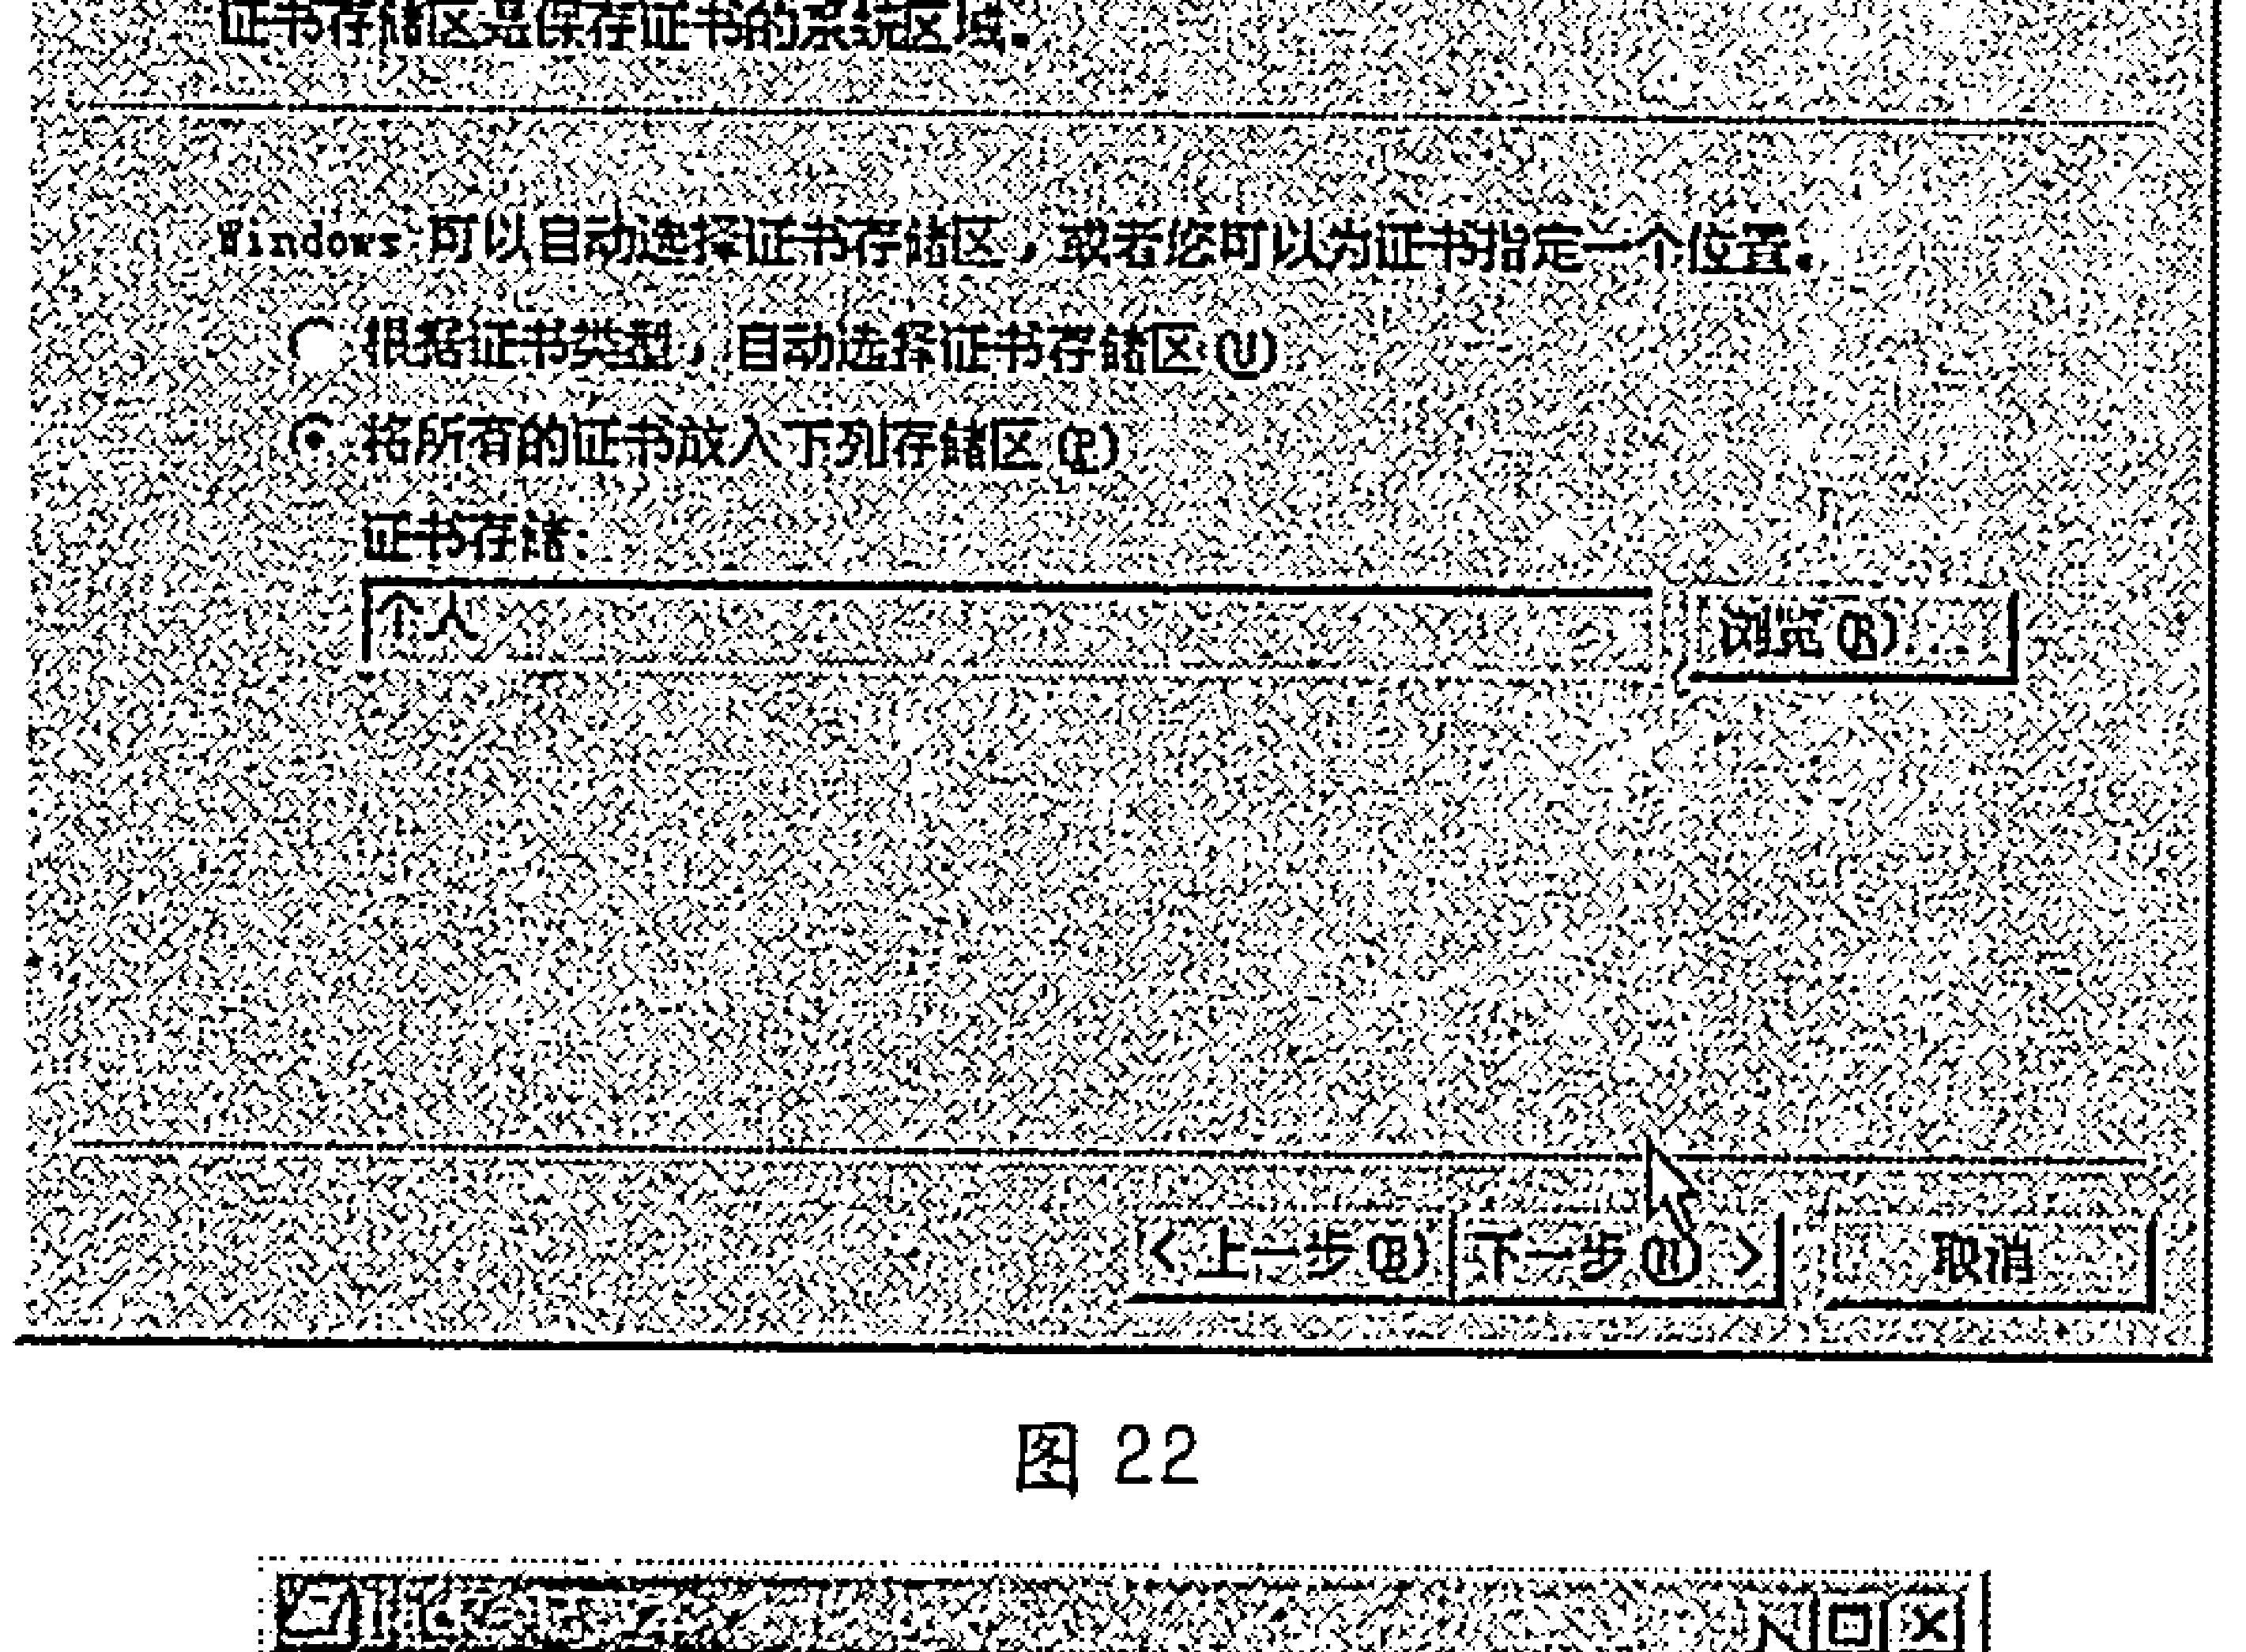 证书存储区是保存证书的系统区域。
Windows 可以自动选择证书存储区，或者您可以为证书指定一个位置。
根据证书类型，自动选择证书存储区(U)
将所有的证书放入下列存储区(P)
证书存储:
个人
浏览(R)...
< 上一步(B) 下一步(N) > 取消
图 22